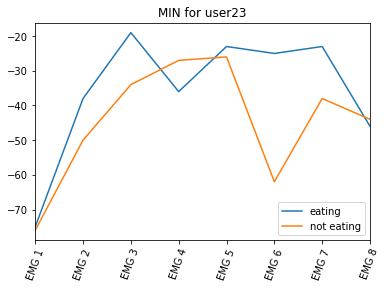 MIN for user23
−20
−30
−40
−50
−60
−70
EMG 1
EMG 2
EMG 3
EMG 4
EMG 5
EMG 6
EMG 7
EMG 8
eating
not eating